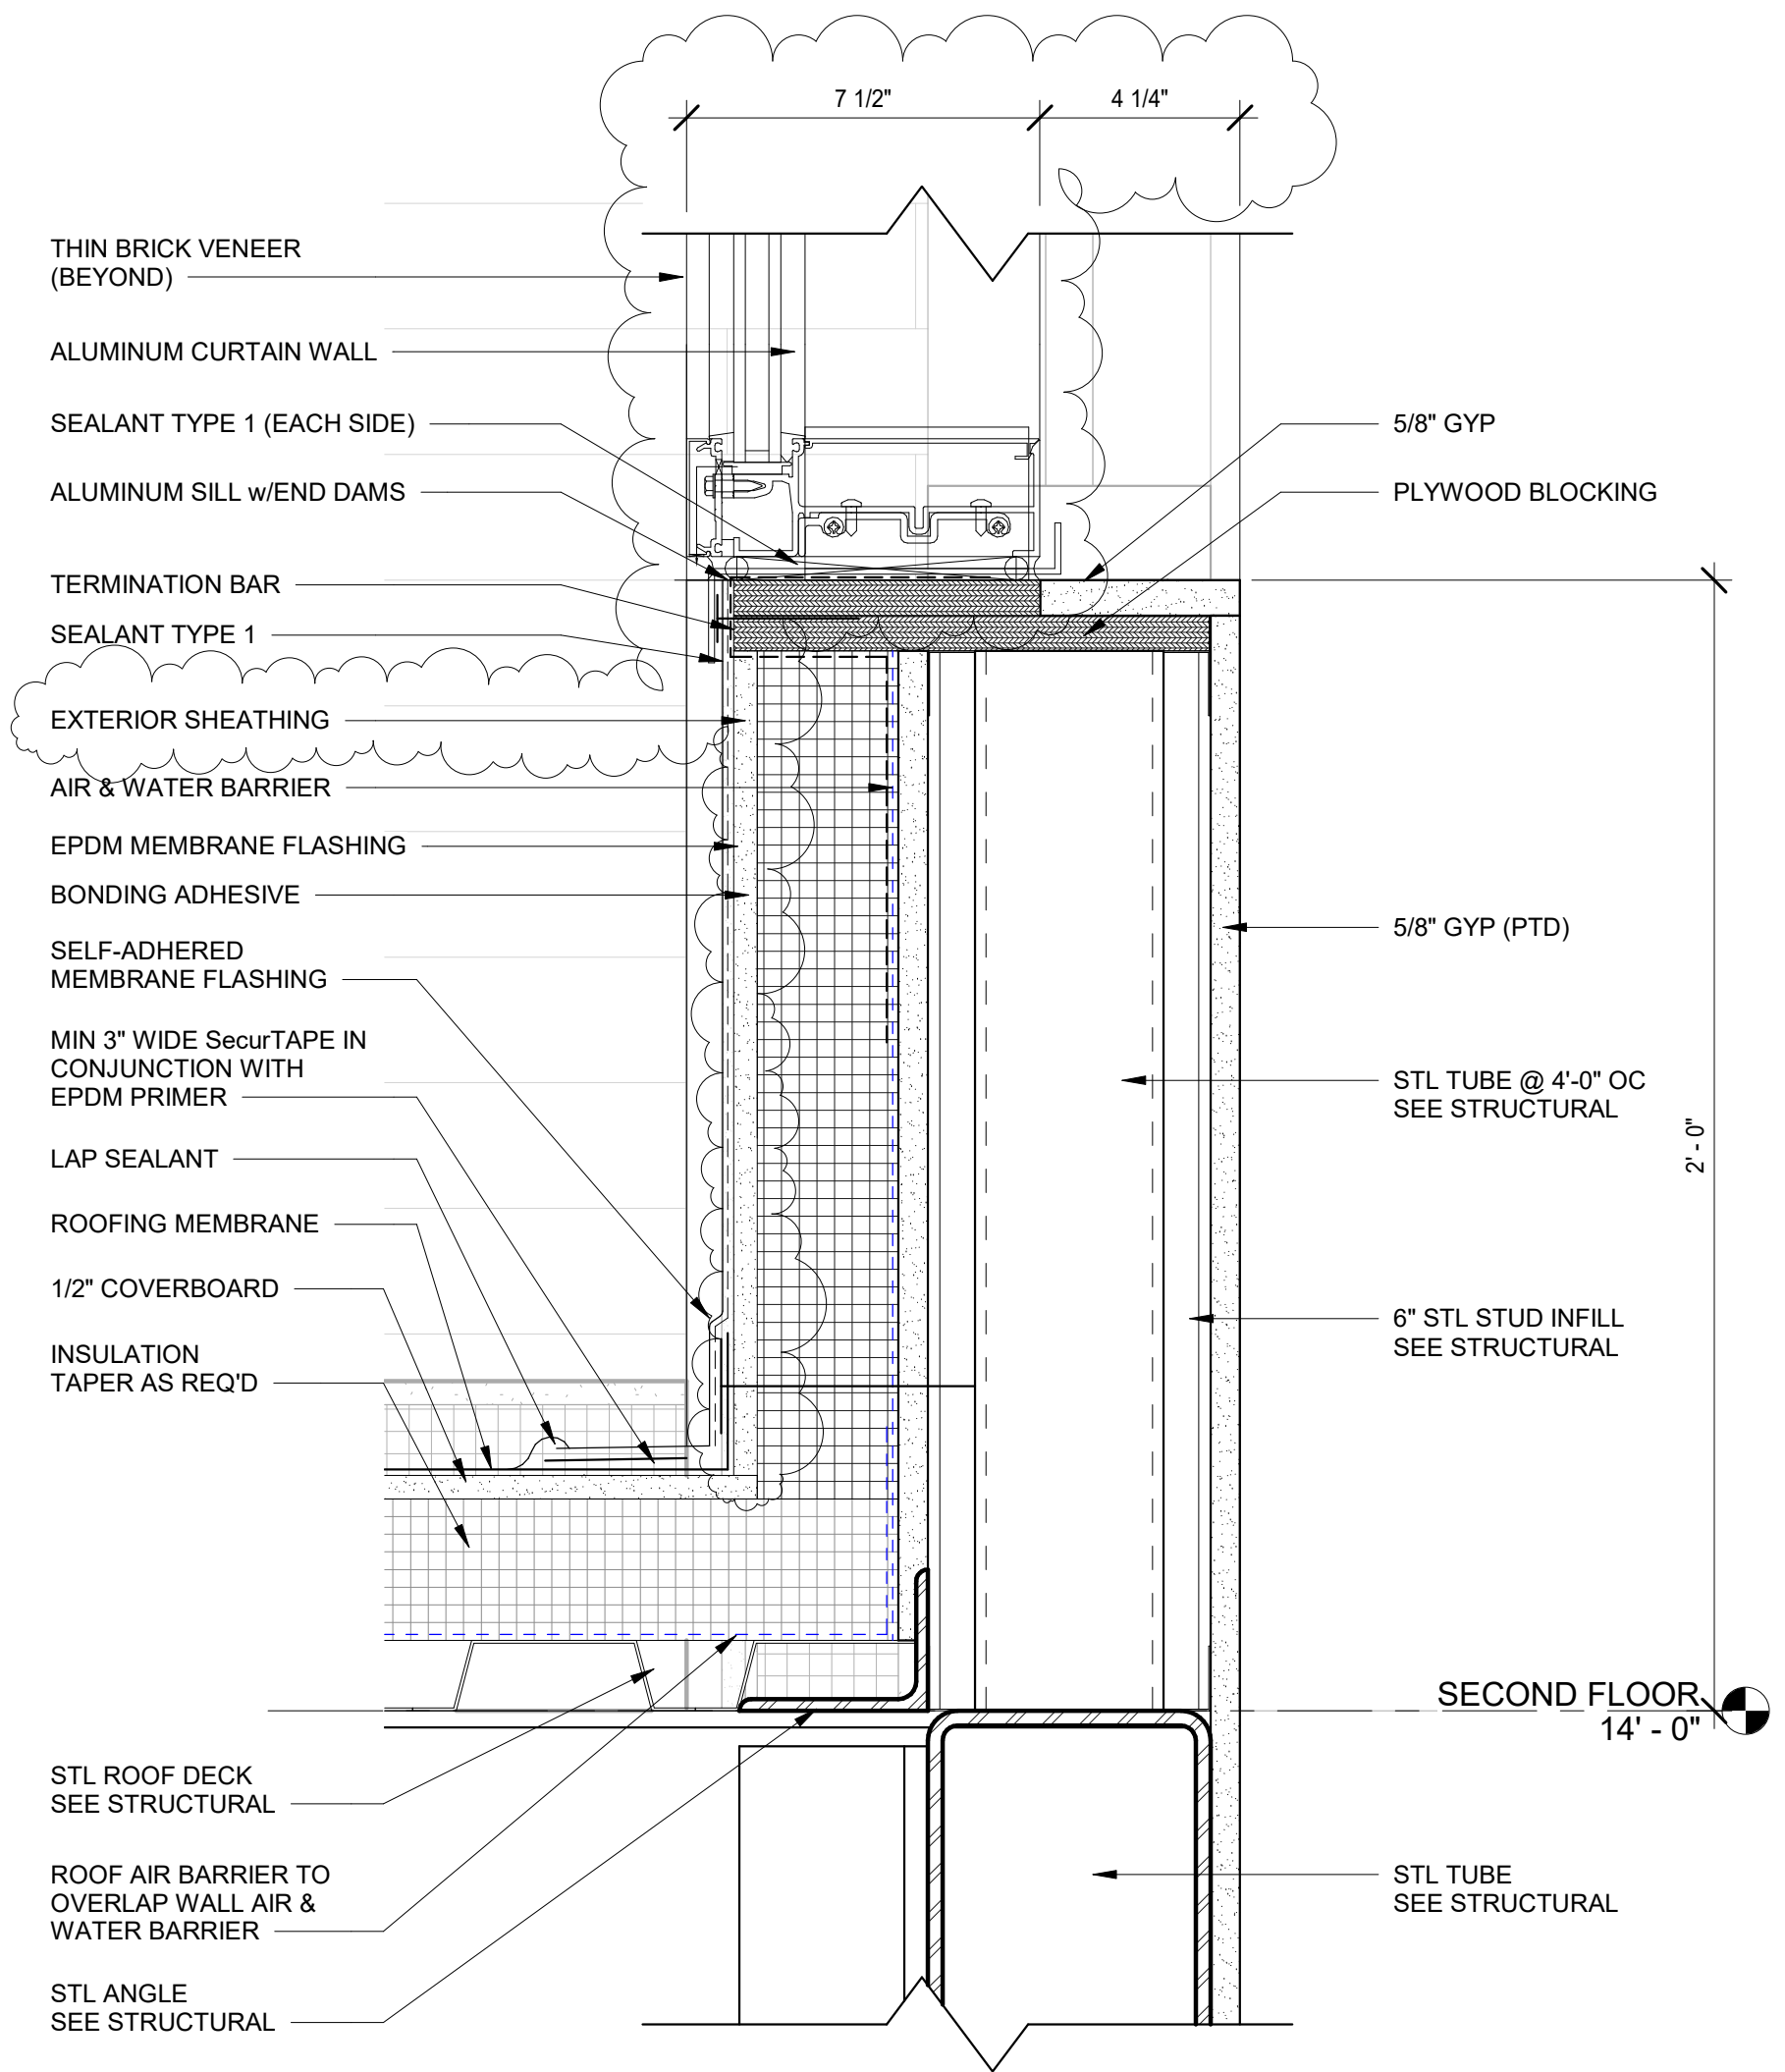 7 1/2"
4 1/4"
THIN BRICK VENEER
(BEYOND)
ALUMINUM CURTAIN WALL
SEALANT TYPE 1 (EACH SIDE)
ALUMINUM SILL w/END DAMS
TERMINATION BAR
SEALANT TYPE 1
EXTERIOR SHEATHING
AIR & WATER BARRIER
EPDM MEMBRANE FLASHING
BONDING ADHESIVE
SELF-ADHERED
MEMBRANE FLASHING
MIN 3" WIDE SecurTAPE IN
CONJUNCTION WITH
EPDM PRIMER
LAP SEALANT
ROOFING MEMBRANE
1/2" COVERBOARD
INSULATION
TAPER AS REQ'D
STL ROOF DECK
SEE STRUCTURAL
ROOF AIR BARRIER TO
OVERLAP WALL AIR &
WATER BARRIER
STL ANGLE
SEE STRUCTURAL
5/8" GYP
PLYWOOD BLOCKING
5/8" GYP (PTD)
STL TUBE @ 4'-0" OC
SEE STRUCTURAL
2' - 0"
6" STL STUD INFILL
SEE STRUCTURAL
SECOND FLOOR
14' - 0"
STL TUBE
SEE STRUCTURAL